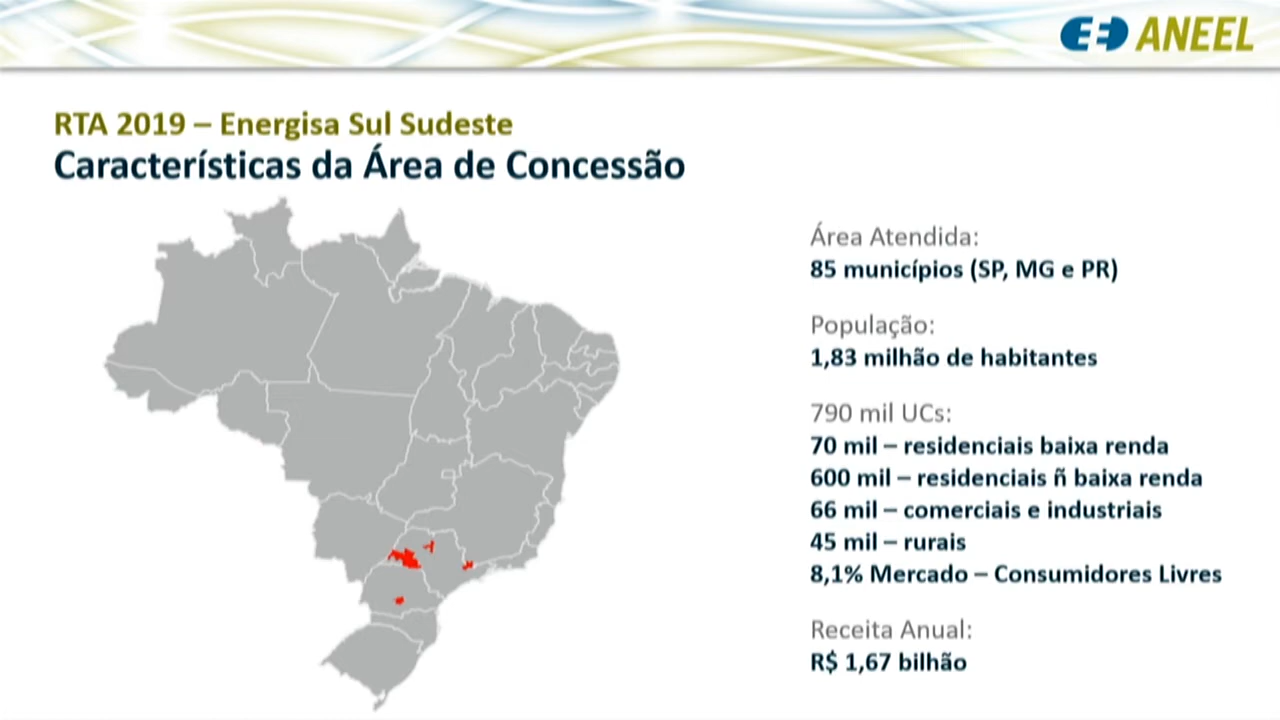 ANEEL
RTA 2019 – Energisa Sul Sudeste
Características da Área de Concessão
Área Atendida:
85 municípios (SP, MG e PR)
População:
1,83 milhão de habitantes
790 mil UCs:
70 mil – residenciais baixa renda
600 mil – residenciais ñ baixa renda
66 mil – comerciais e industriais
45 mil – rurais
8,1% Mercado – Consumidores Livres
Receita Anual:
R$ 1,67 bilhão